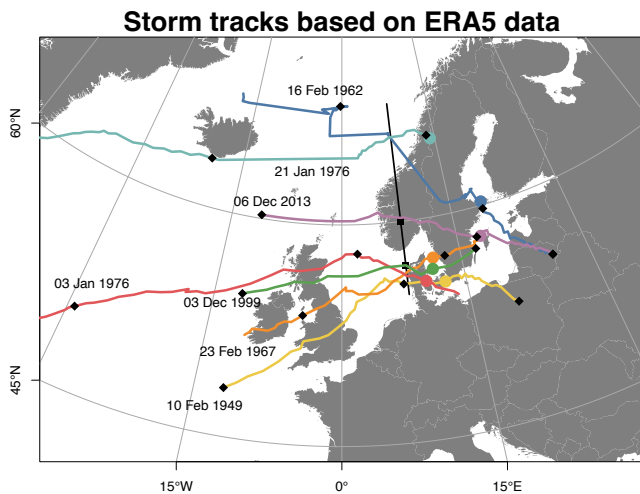 Storm tracks based on ERA5 data
16 Feb 1962
60°N
21 Jan 1976
06 Dec 2013
03 Jan 1976
03 Dec 1999
23 Feb 1967
45°N
10 Feb 1949
15°W
0°
15°E